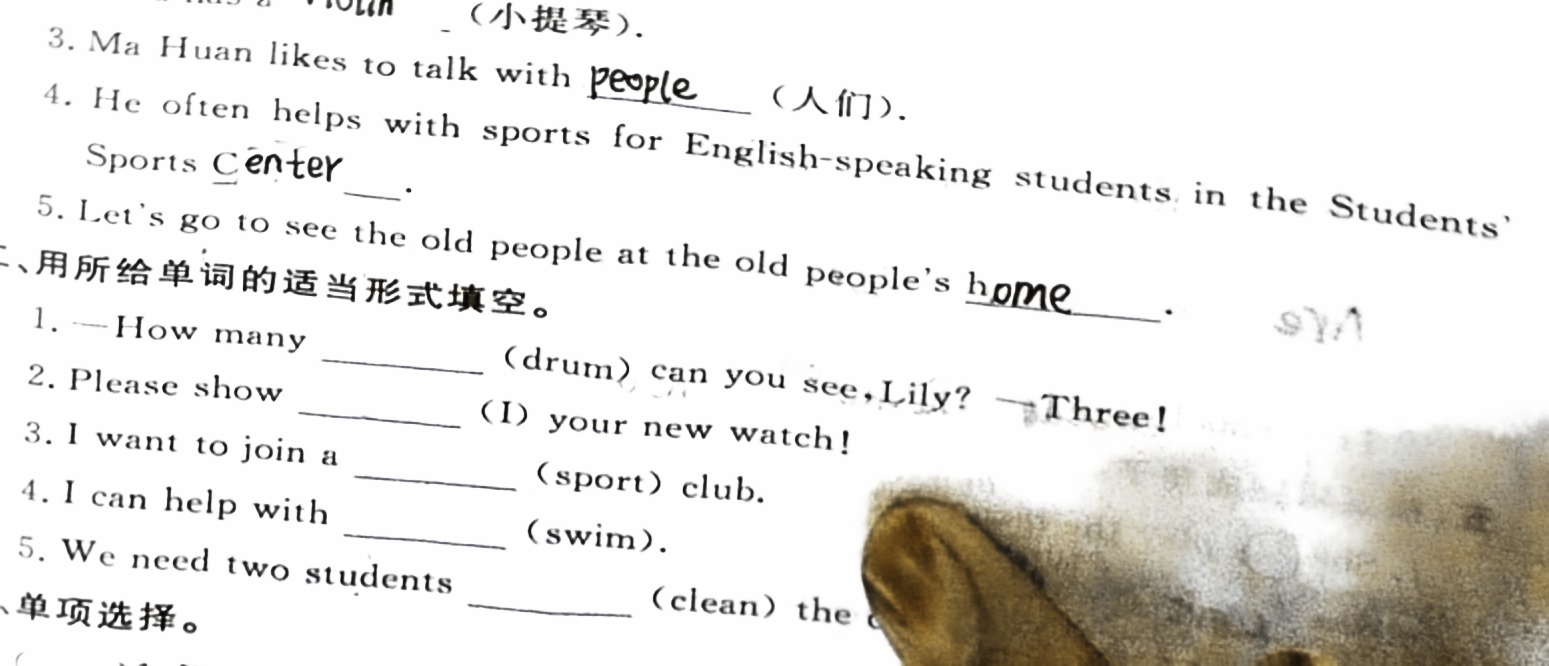 violin （小提琴）.
3. Ma Huan likes to talk with people （人们）.
4. He often helps with sports for English-speaking students in the Students'
Sports Center .
5. Let's go to see the old people at the old people's home .
二、用所给单词的适当形式填空。
1. —How many ________ （drum） can you see, Lily? —Three!
2. Please show ________ （I） your new watch!
3. I want to join a ________ （sport） club.
4. I can help with ________ （swim）.
5. We need two students ________ （clean） the
、单项选择。